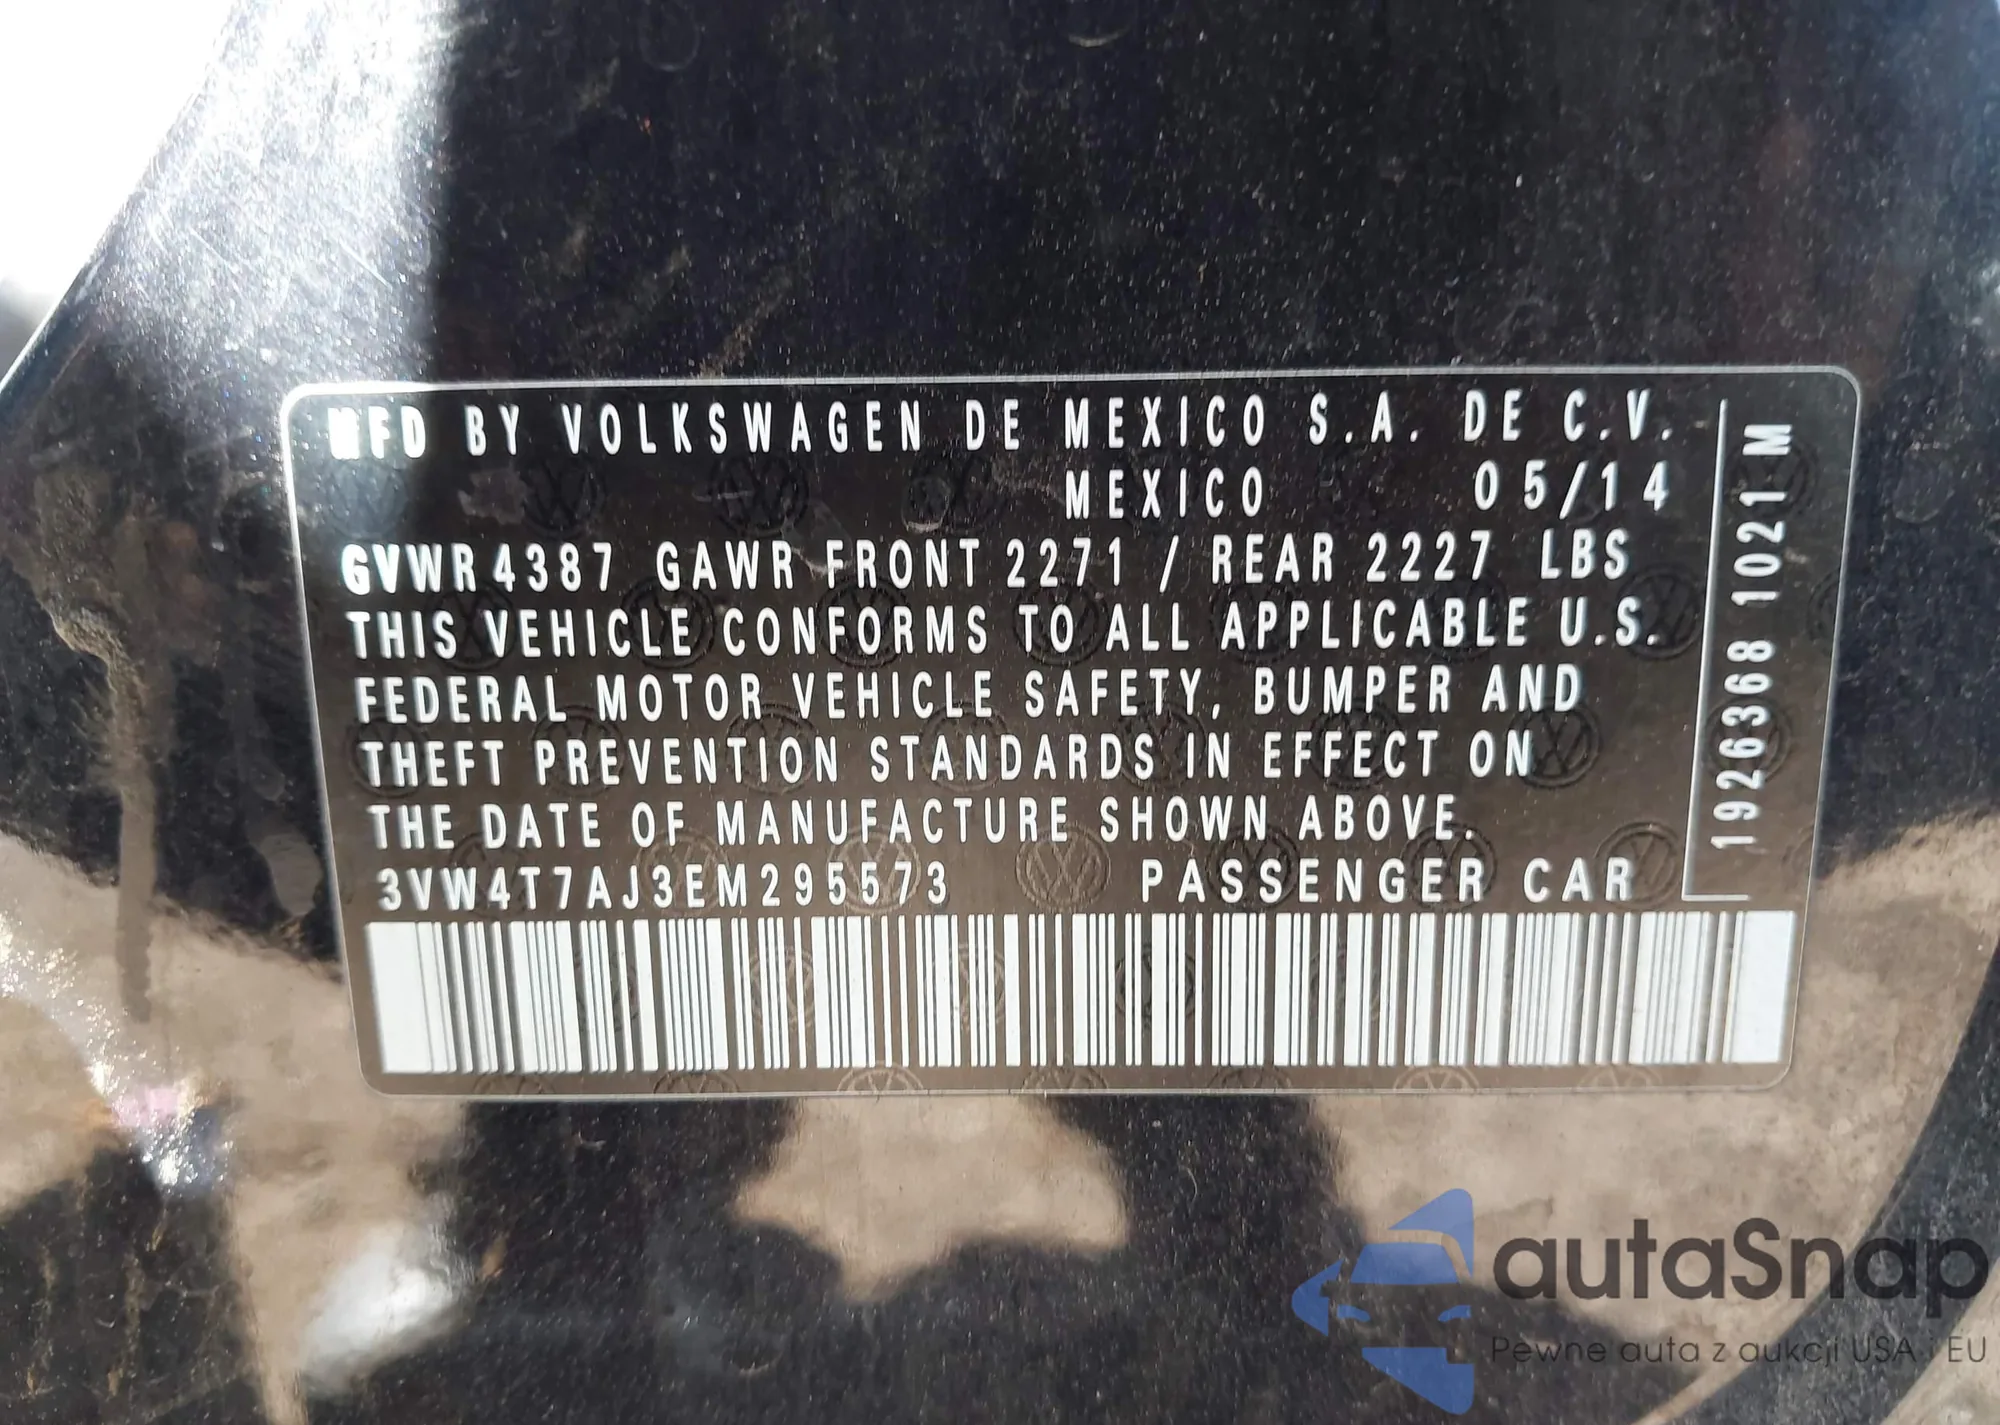 MFD BY VOLKSWAGEN DE MEXICO S.A. DE C.V.
MEXICO 05/14
GVWR 4387 GAWR FRONT 2271 / REAR 2227 LBS
THIS VEHICLE CONFORMS TO ALL APPLICABLE U.S.
FEDERAL MOTOR VEHICLE SAFETY, BUMPER AND
THEFT PREVENTION STANDARDS IN EFFECT ON
THE DATE OF MANUFACTURE SHOWN ABOVE.
3VW4T7AJ3EM295573 PASSENGER CAR
19263681021M
autaSnap
Pewne auta z aukcji USA i EU